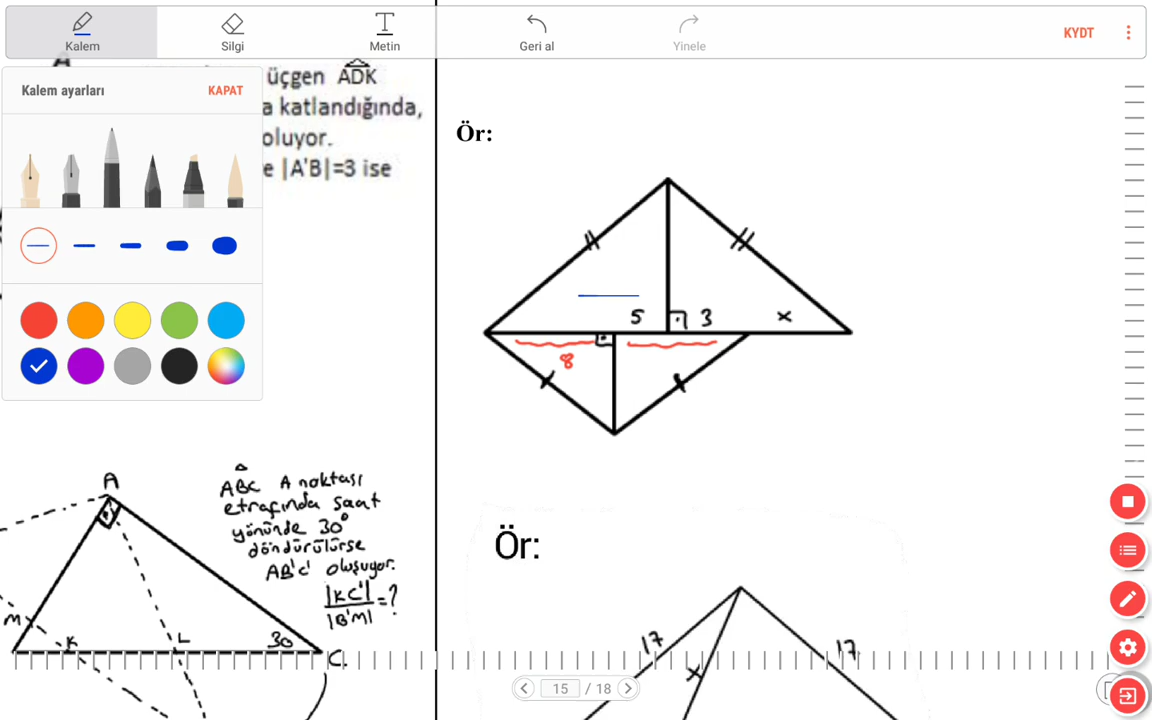 Kalem
Silgi
Metin
Geri al
Yinele
KYDT
Kalem ayarları
KAPAT
üçgen ADK
a katlandığında,
oluyor.
e |A'B|=3 ise
Ör:
5
3
x
8
A
ABC A noktası
etrafında saat
yönünde 30°
döndürülürse
AB'C' oluşuyor.
|KC'|
|B'M|
=?
M
K
L
30
C
Ör:
17
x
17
15 / 18